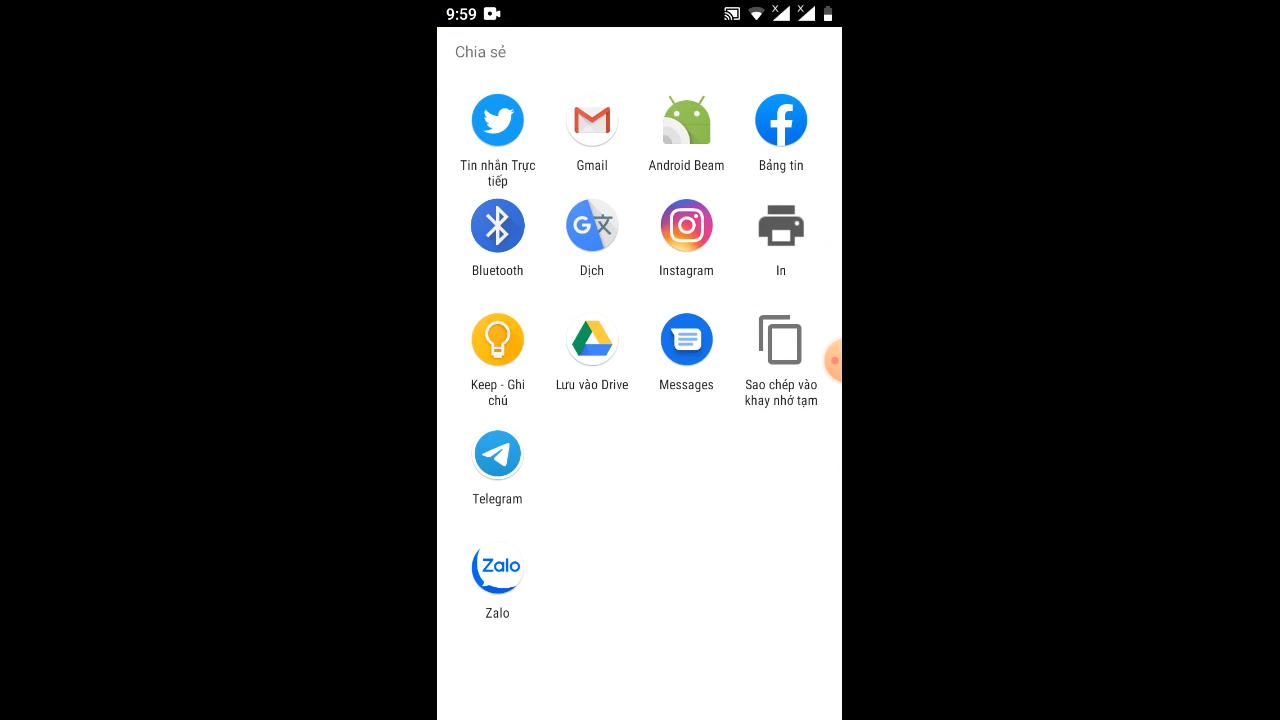 9:59
Chia sẻ
Tin nhắn Trực
tiếp
Gmail
Android Beam
Bảng tin
Bluetooth
Dịch
Instagram
In
Keep - Ghi
chú
Lưu vào Drive
Messages
Sao chép vào
khay nhớ tạm
Telegram
Zalo
Zalo